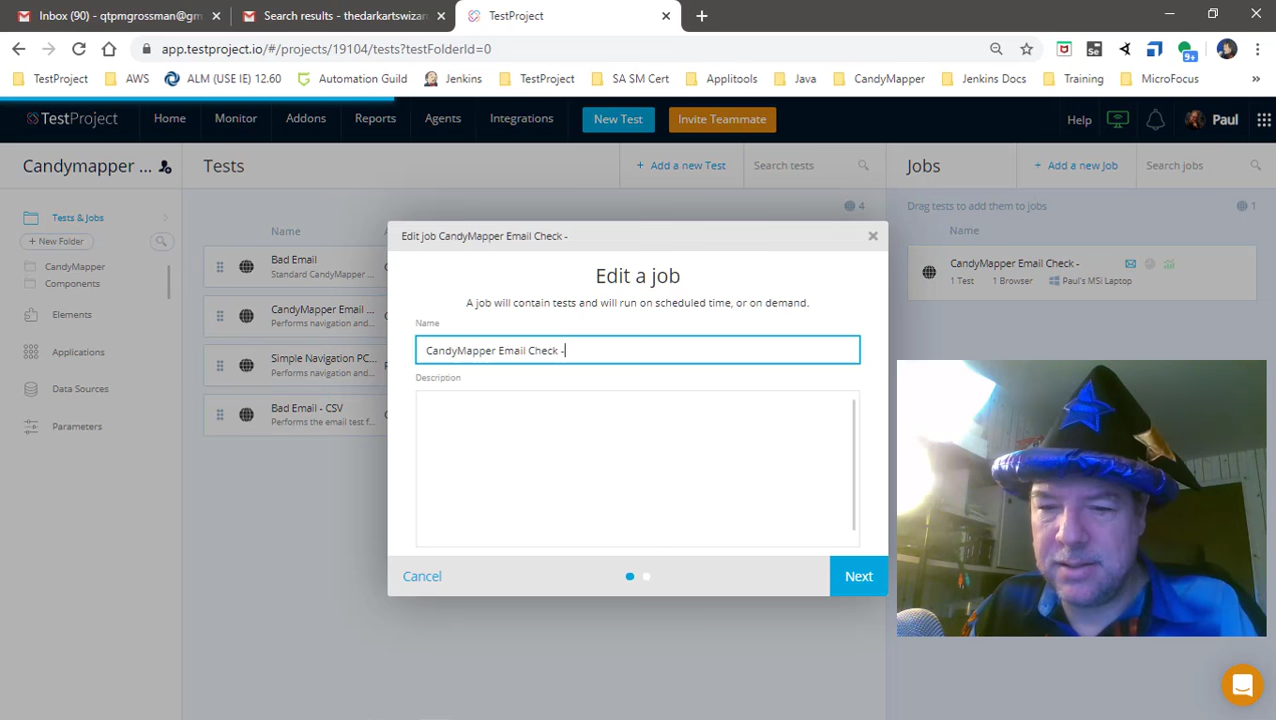 Inbox (90) - qtpmgrossman@gm
Search results - thedarkartswizar
TestProject
app.testproject.io/#/projects/19104/tests?testFolderId=0
TestProject
AWS
ALM (USE IE) 12.60
Automation Guild
Jenkins
TestProject
SA SM Cert
Applitools
Java
CandyMapper
Jenkins Docs
Training
MicroFocus
»
TestProject
Home
Monitor
Addons
Reports
Agents
Integrations
New Test
Invite Teammate
Help
Paul
Candymapper ...
Tests
+ Add a new Test
Search tests
Jobs
+ Add a new Job
Search jobs
Tests & Jobs
+ New Folder
CandyMapper
Components
Elements
Applications
Data Sources
Parameters
4
Name
Bad Email
Standard CandyMapper
CandyMapper Email ...
Performs navigation and...
Simple Navigation PC...
Performs navigation and...
Bad Email - CSV
Performs the email test f...
Drag tests to add them to jobs
1
Name
CandyMapper Email Check -
1 Test
1 Browser
Paul's MSI Laptop
Edit job CandyMapper Email Check -
Edit a job
A job will contain tests and will run on scheduled time, or on demand.
Name
CandyMapper Email Check -
Description
Cancel
Next
9+